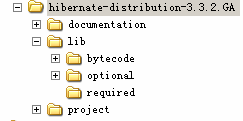 hibernate-distribution-3.3.2.GA
documentation
lib
bytecode
optional
required
project